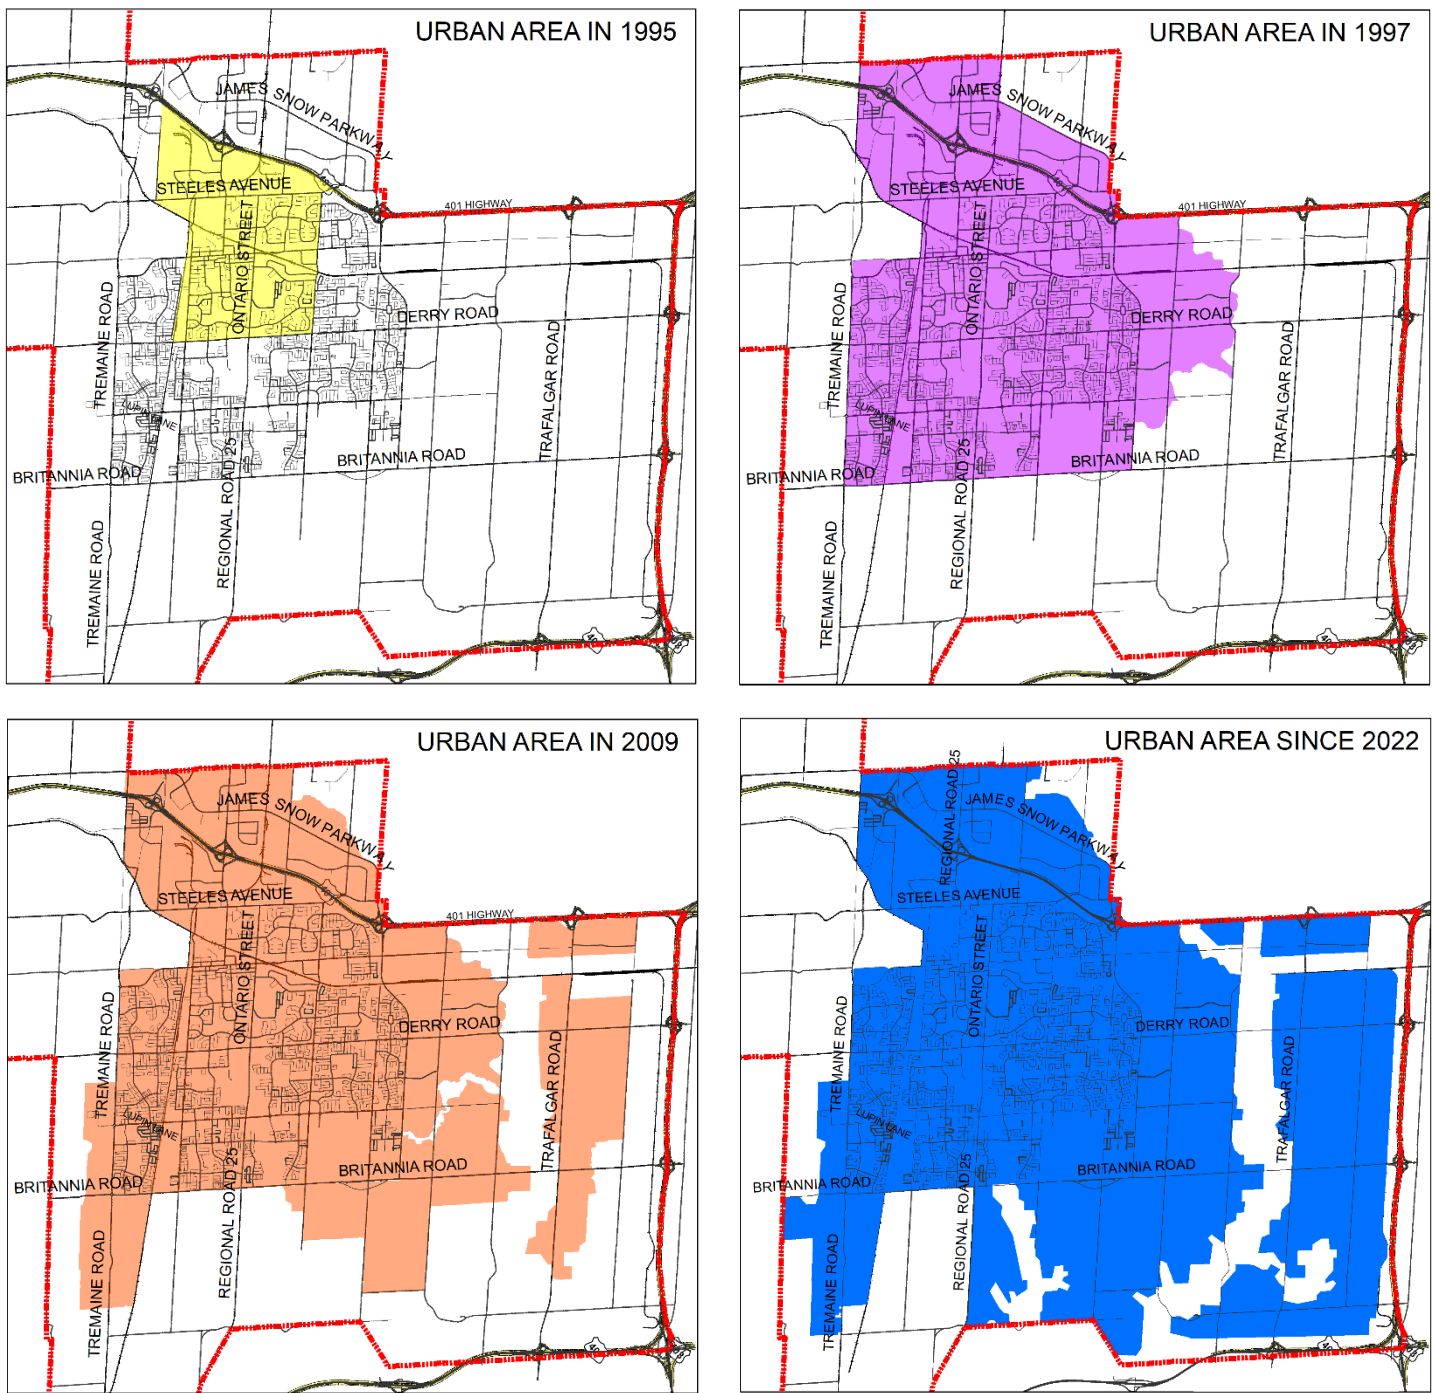 URBAN AREA IN 1995
JAMES SNOW PARKWAY
STEELES AVENUE
401 HIGHWAY
ONTARIO STREET
DERRY ROAD
TREMAINE ROAD
TRAFALGAR ROAD
LUPIN LANE
BRITANNIA ROAD
BRITANNIA ROAD
REGIONAL ROAD 25
TREMAINE ROAD
URBAN AREA IN 1997
JAMES SNOW PARKWAY
STEELES AVENUE
401 HIGHWAY
ONTARIO STREET
DERRY ROAD
TREMAINE ROAD
TRAFALGAR ROAD
LUPIN LANE
BRITANNIA ROAD
BRITANNIA ROAD
REGIONAL ROAD 25
TREMAINE ROAD
URBAN AREA IN 2009
JAMES SNOW PARKWAY
STEELES AVENUE
401 HIGHWAY
ONTARIO STREET
DERRY ROAD
TREMAINE ROAD
TRAFALGAR ROAD
LUPIN LANE
BRITANNIA ROAD
BRITANNIA ROAD
REGIONAL ROAD 25
TREMAINE ROAD
URBAN AREA SINCE 2022
REGIONAL ROAD 25
JAMES SNOW PARKWAY
STEELES AVENUE
ONTARIO STREET
DERRY ROAD
TREMAINE ROAD
TRAFALGAR ROAD
LUPIN LANE
BRITANNIA ROAD
BRITANNIA ROAD
REGIONAL ROAD 25
TREMAINE ROAD